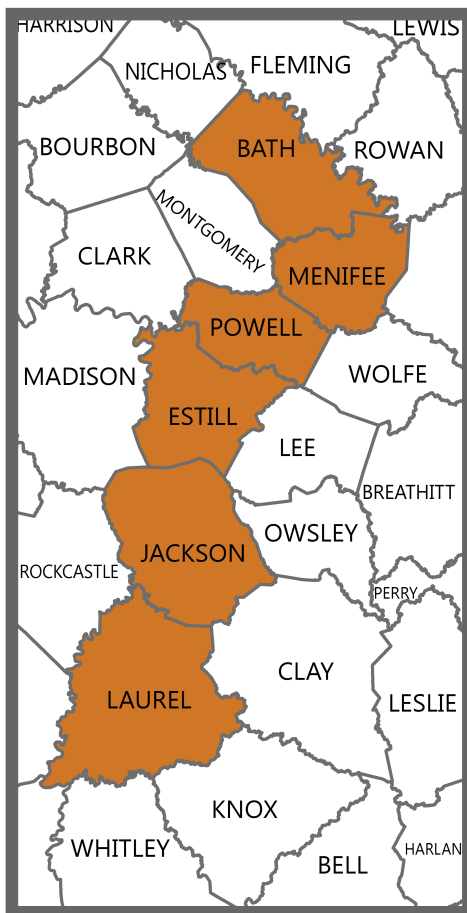 HARRISON
LEWIS
NICHOLAS
FLEMING
BOURBON
BATH
ROWAN
MONTGOMERY
CLARK
MENIFEE
POWELL
MADISON
WOLFE
ESTILL
LEE
BREATHITT
OWSLEY
JACKSON
ROCKCASTLE
PERRY
CLAY
LAUREL
LESLIE
KNOX
WHITLEY
HARLAN
BELL